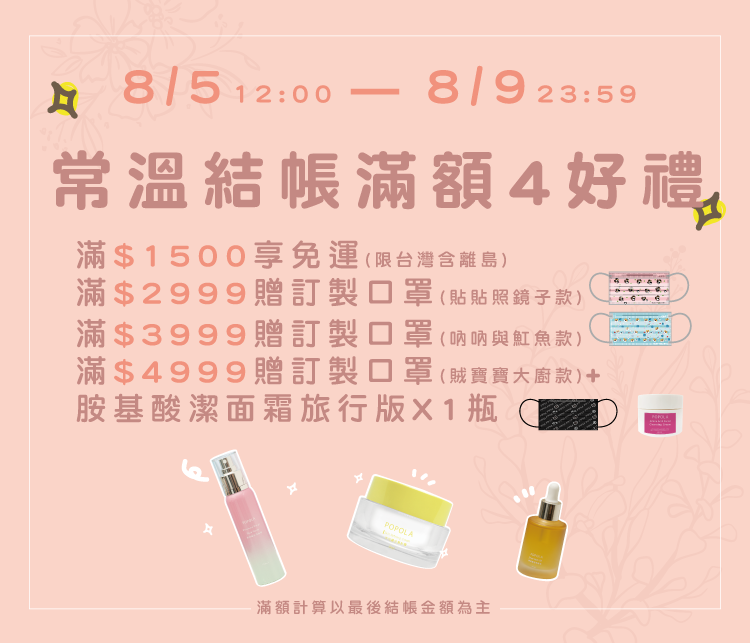 8/5 12:00 — 8/9 23:59
常溫結帳滿額4好禮
滿$1500享免運(限台灣含離島)
滿$2999贈訂製口罩(貼貼照鏡子款)
滿$3999贈訂製口罩(吶吶與魟魚款)
滿$4999贈訂製口罩(賊寶寶大廚款)+
胺基酸潔面霜旅行版X1瓶
POFOLA
POFOLA
滿額計算以最後結帳金額為主